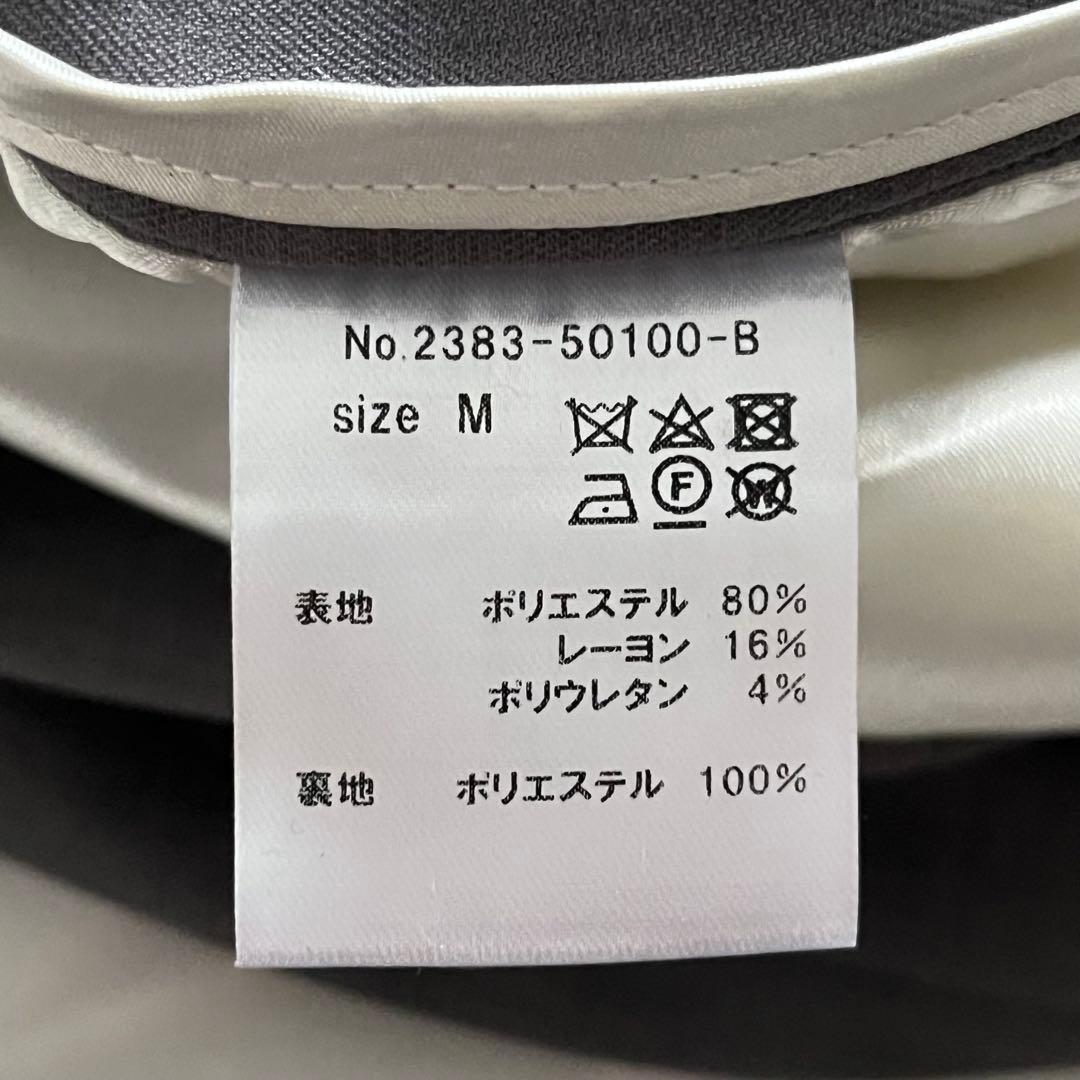 No.2383-50100-B
size M
F W
表地 ポリエステル 80%
レーヨン 16%
ポリウレタン 4%
裏地 ポリエステル 100%